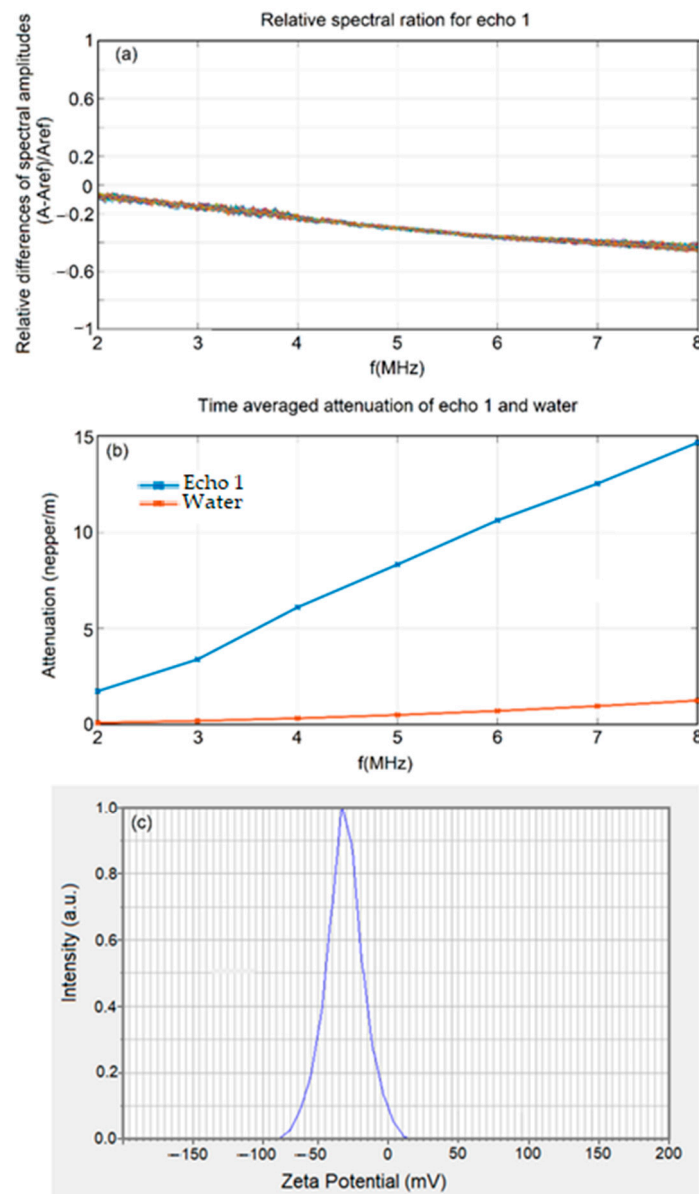 Relative spectral ration for echo 1
(a)
Relative differences of spectral amplitudes
(A-Aref)/Aref)
1
0.6
0.2
0
−0.2
−0.6
−1
2 3 4 5 6 7 8
f(MHz)
Time averaged attenuation of echo 1 and water
(b)
Echo 1
Water
Attenuation (nepper/m)
15
10
5
0
2 3 4 5 6 7 8
f(MHz)
(c)
Intensity (a.u.)
1.0
0.8
0.6
0.4
0.2
0.0
−150 −100 −50 0 50 100 150 200
Zeta Potential (mV)